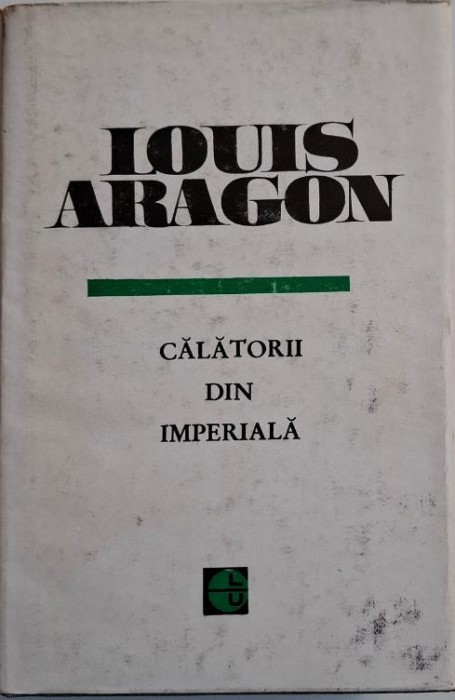 LOUIS
ARAGON
CĂLĂTORII
DIN
IMPERIALĂ
L
U